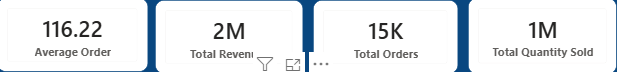 116.22
Average Order
2M
Total Reven
15K
Total Orders
1M
Total Quantity Sold